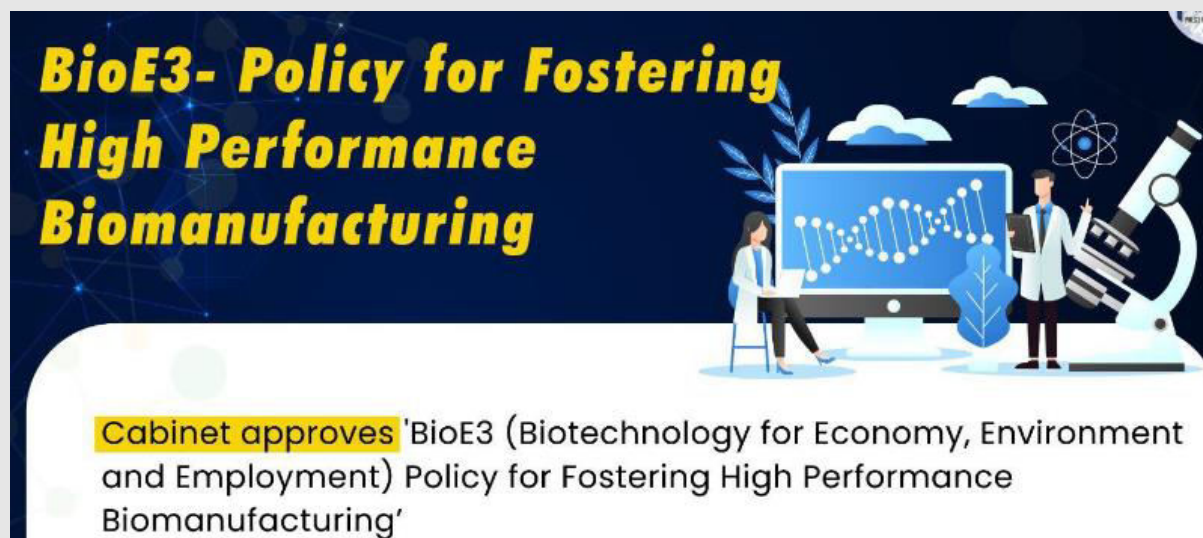 BioE3- Policy for Fostering
High Performance
Biomanufacturing
Cabinet approves 'BioE3 (Biotechnology for Economy, Environment
and Employment) Policy for Fostering High Performance
Biomanufacturing’